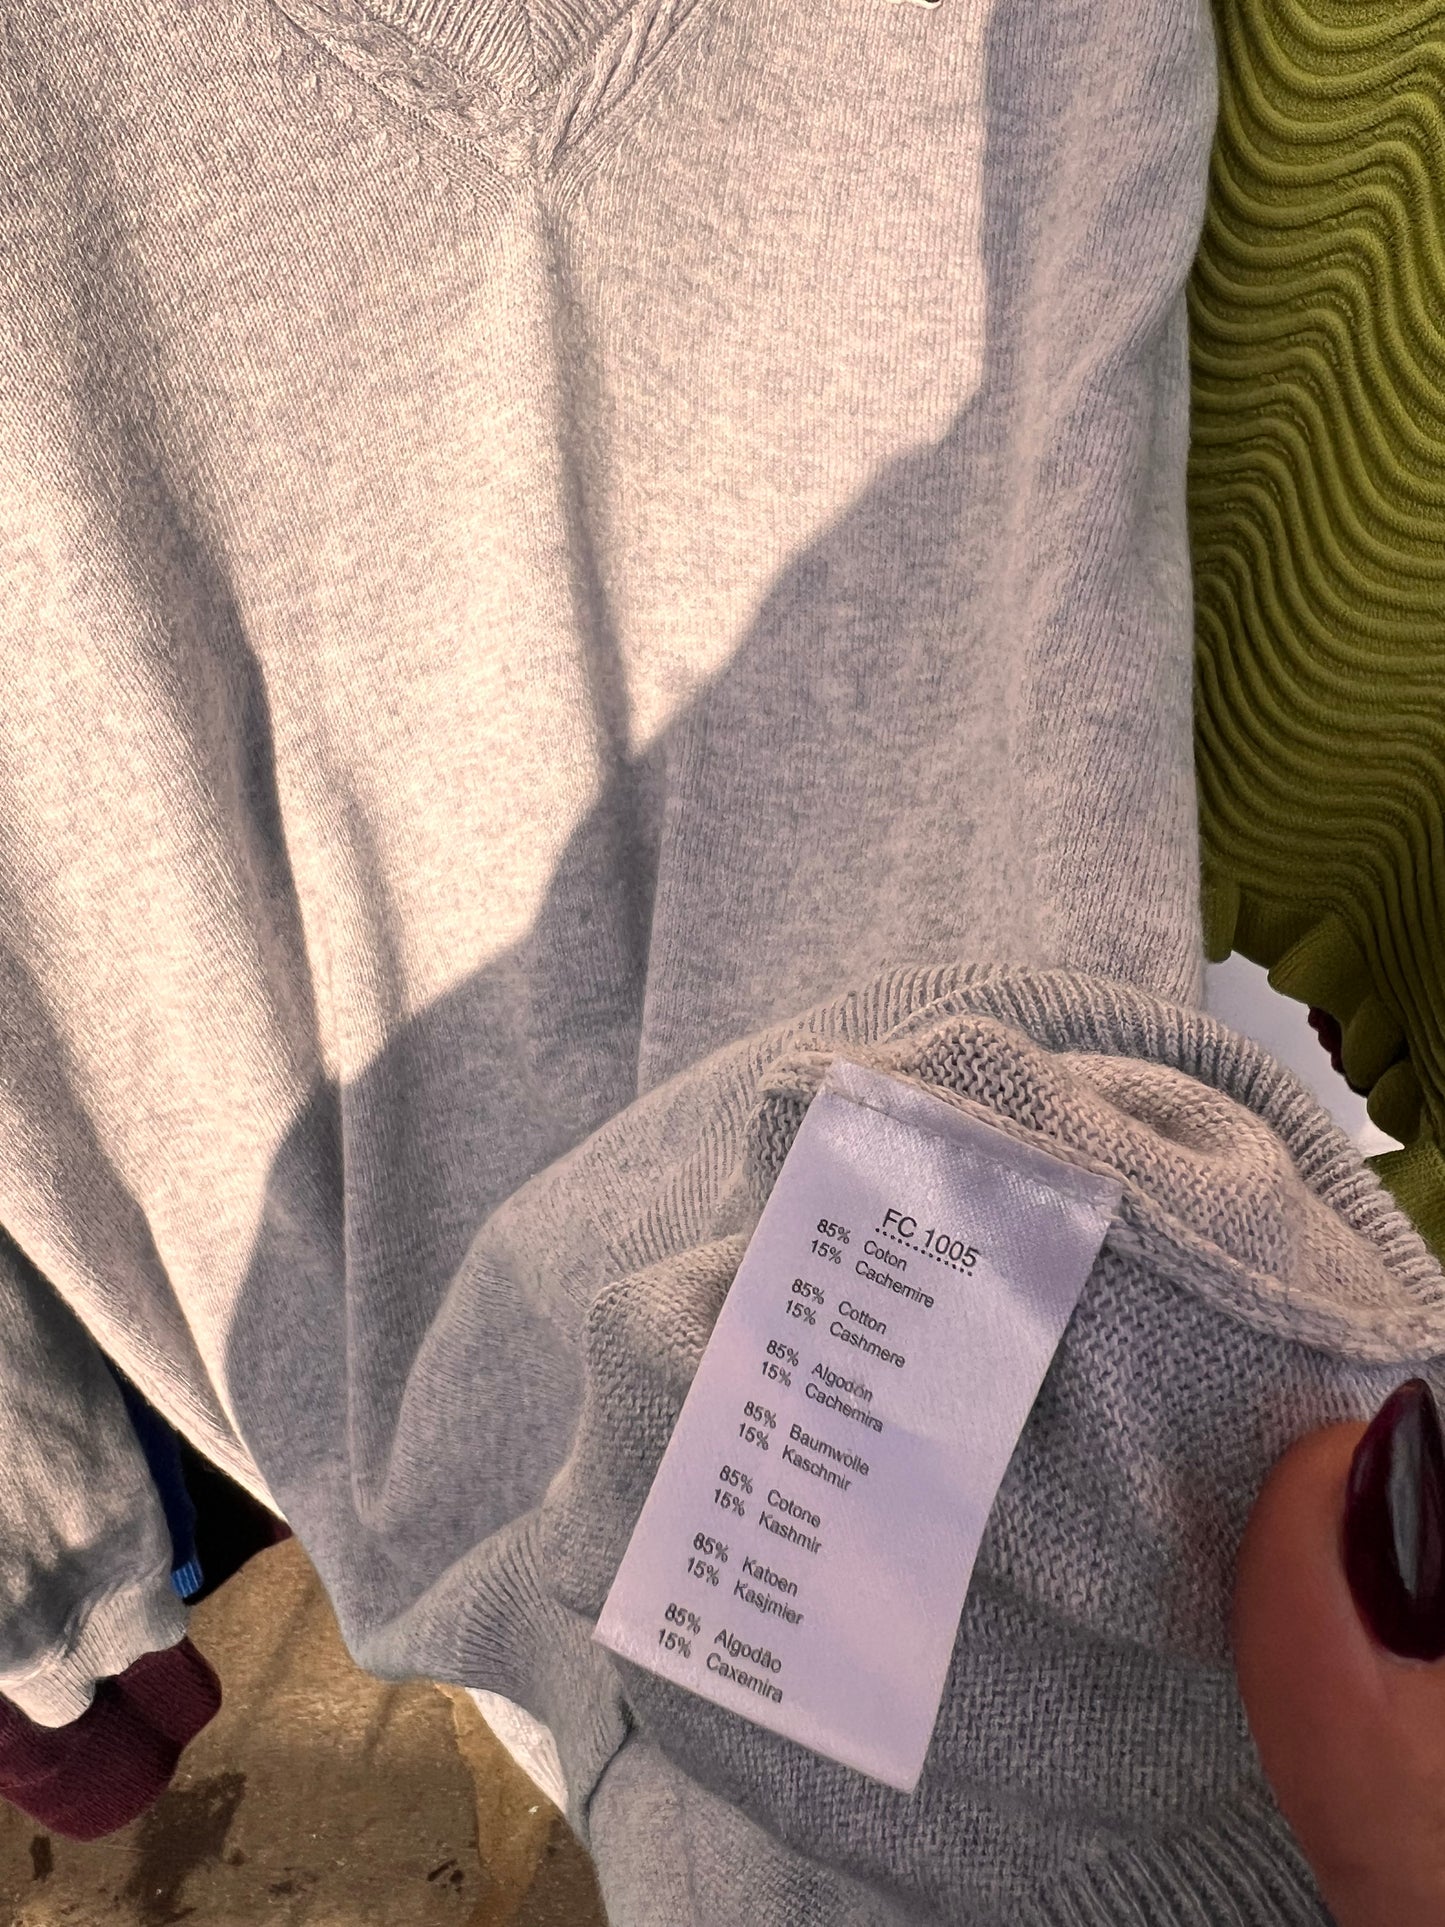 FC 1005
85% Coton
15% Cachemire
85% Cotton
15% Cashmere
85% Algodón
15% Cachemira
85% Baumwolle
15% Kaschmir
85% Cotone
15% Kashmir
85% Katoen
15% Kasjmier
85% Algodão
15% Caxemira